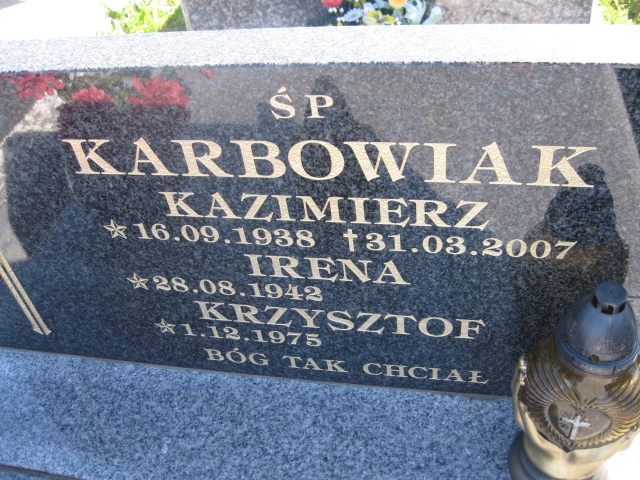 ŚP
KARBOWIAK
KAZIMIERZ
☆16.09.1938 †31.03.2007
IRENA
☆28.08.1942
KRZYSZTOF
☆1.12.1975
BÓG TAK CHCIAŁ